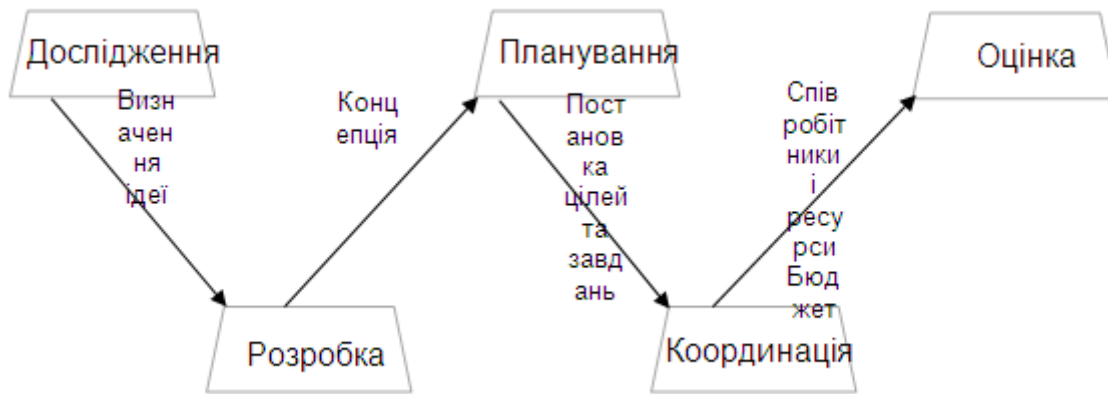 Дослідження
Визн
ачен
ня
ідеї
Розробка
Конц
епція
Планування
Пост
анов
ка
цілей
та
завд
ань
Координація
Спів
робіт
ники
і
ресу
рси
Бюд
жет
Оцінка